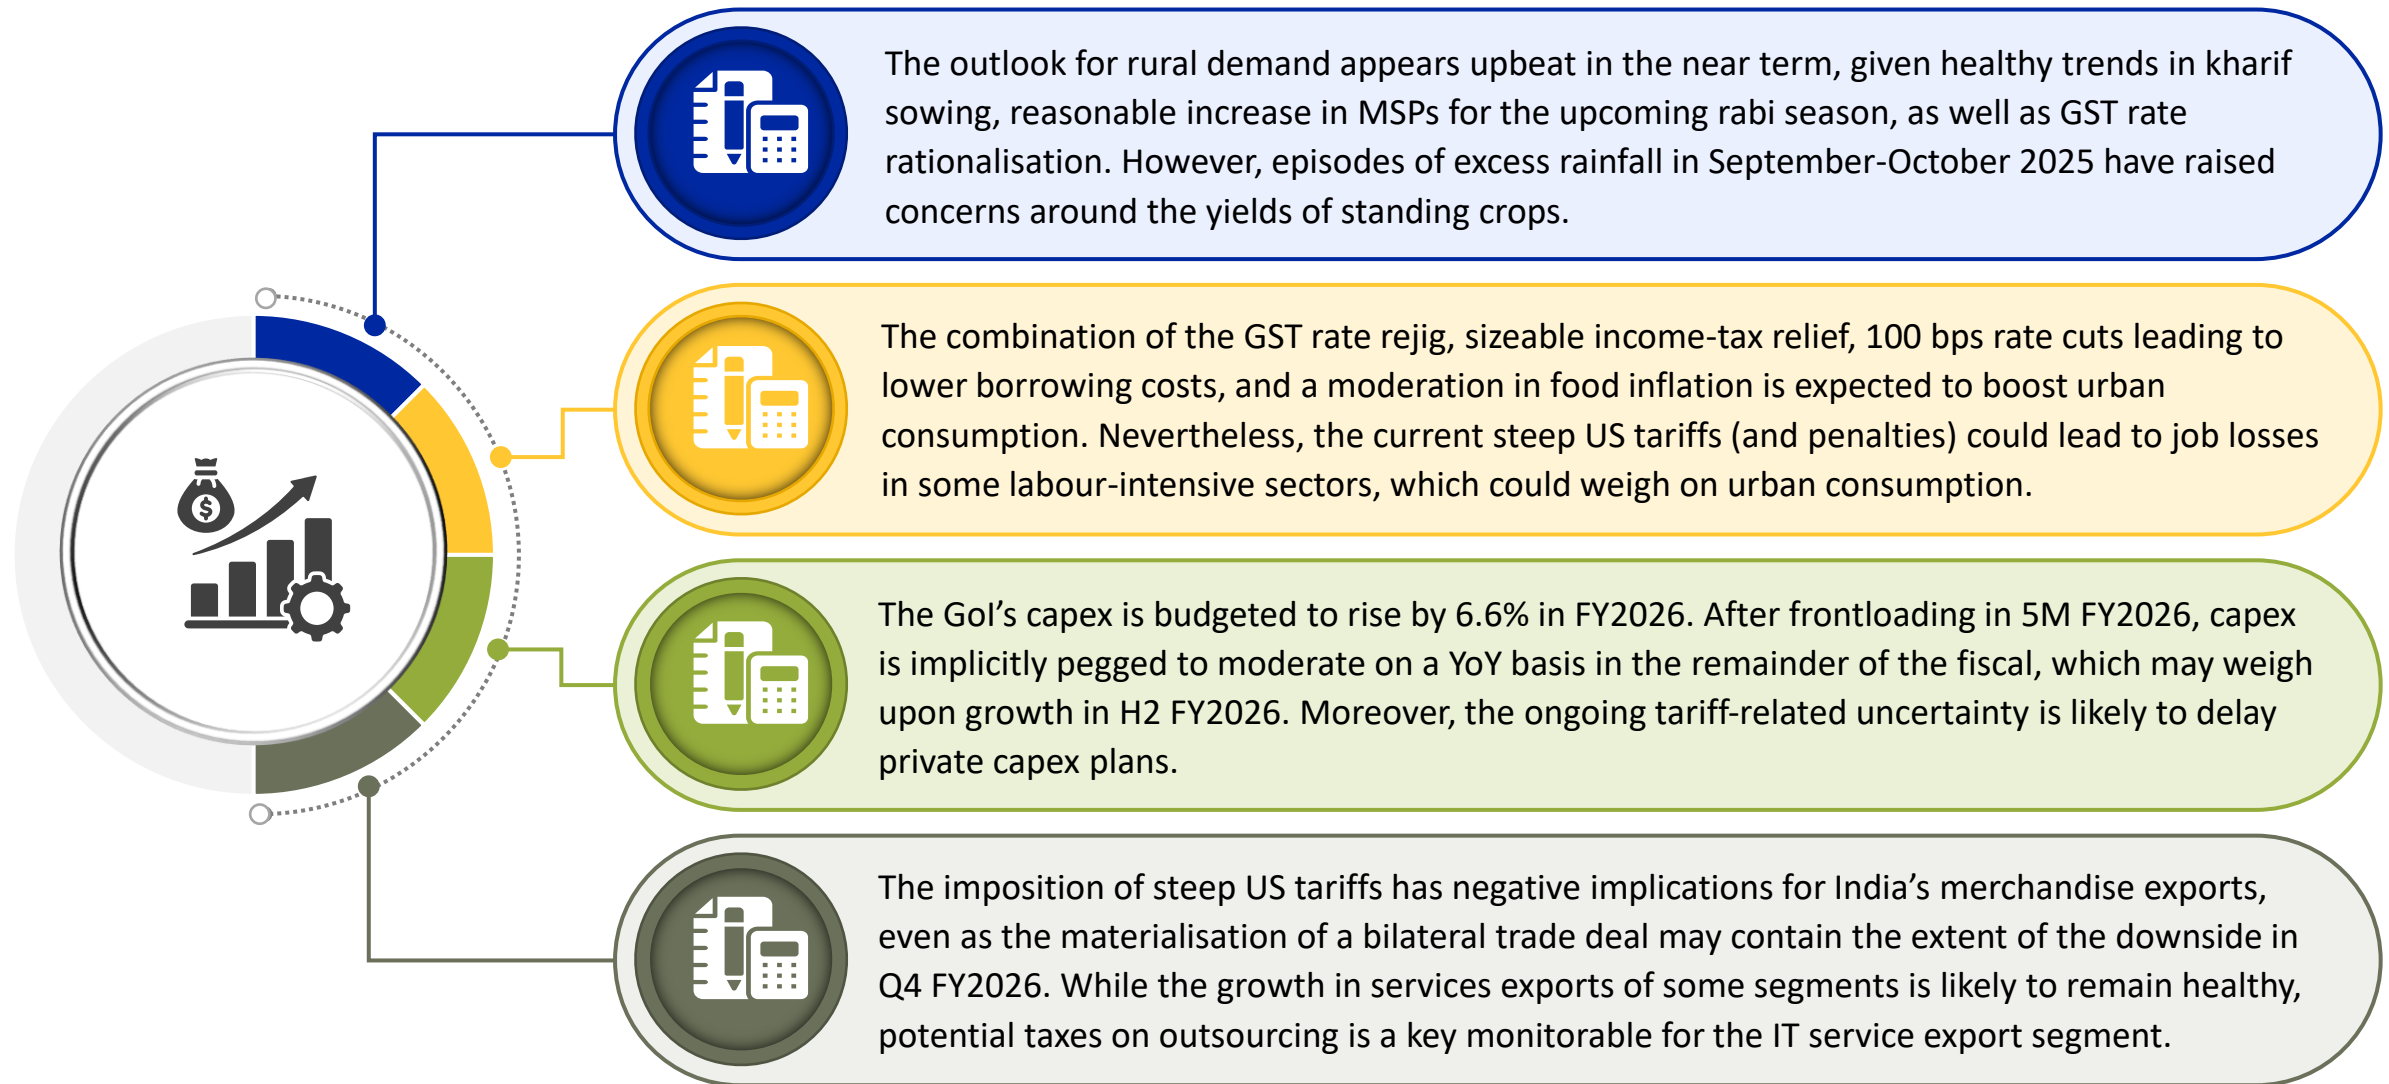 The outlook for rural demand appears upbeat in the near term, given healthy trends in kharif
sowing, reasonable increase in MSPs for the upcoming rabi season, as well as GST rate
rationalisation. However, episodes of excess rainfall in September-October 2025 have raised
concerns around the yields of standing crops.
The combination of the GST rate rejig, sizeable income-tax relief, 100 bps rate cuts leading to
lower borrowing costs, and a moderation in food inflation is expected to boost urban
consumption. Nevertheless, the current steep US tariffs (and penalties) could lead to job losses
in some labour-intensive sectors, which could weigh on urban consumption.
$
The GoI’s capex is budgeted to rise by 6.6% in FY2026. After frontloading in 5M FY2026, capex
is implicitly pegged to moderate on a YoY basis in the remainder of the fiscal, which may weigh
upon growth in H2 FY2026. Moreover, the ongoing tariff-related uncertainty is likely to delay
private capex plans.
The imposition of steep US tariffs has negative implications for India’s merchandise exports,
even as the materialisation of a bilateral trade deal may contain the extent of the downside in
Q4 FY2026. While the growth in services exports of some segments is likely to remain healthy,
potential taxes on outsourcing is a key monitorable for the IT service export segment.